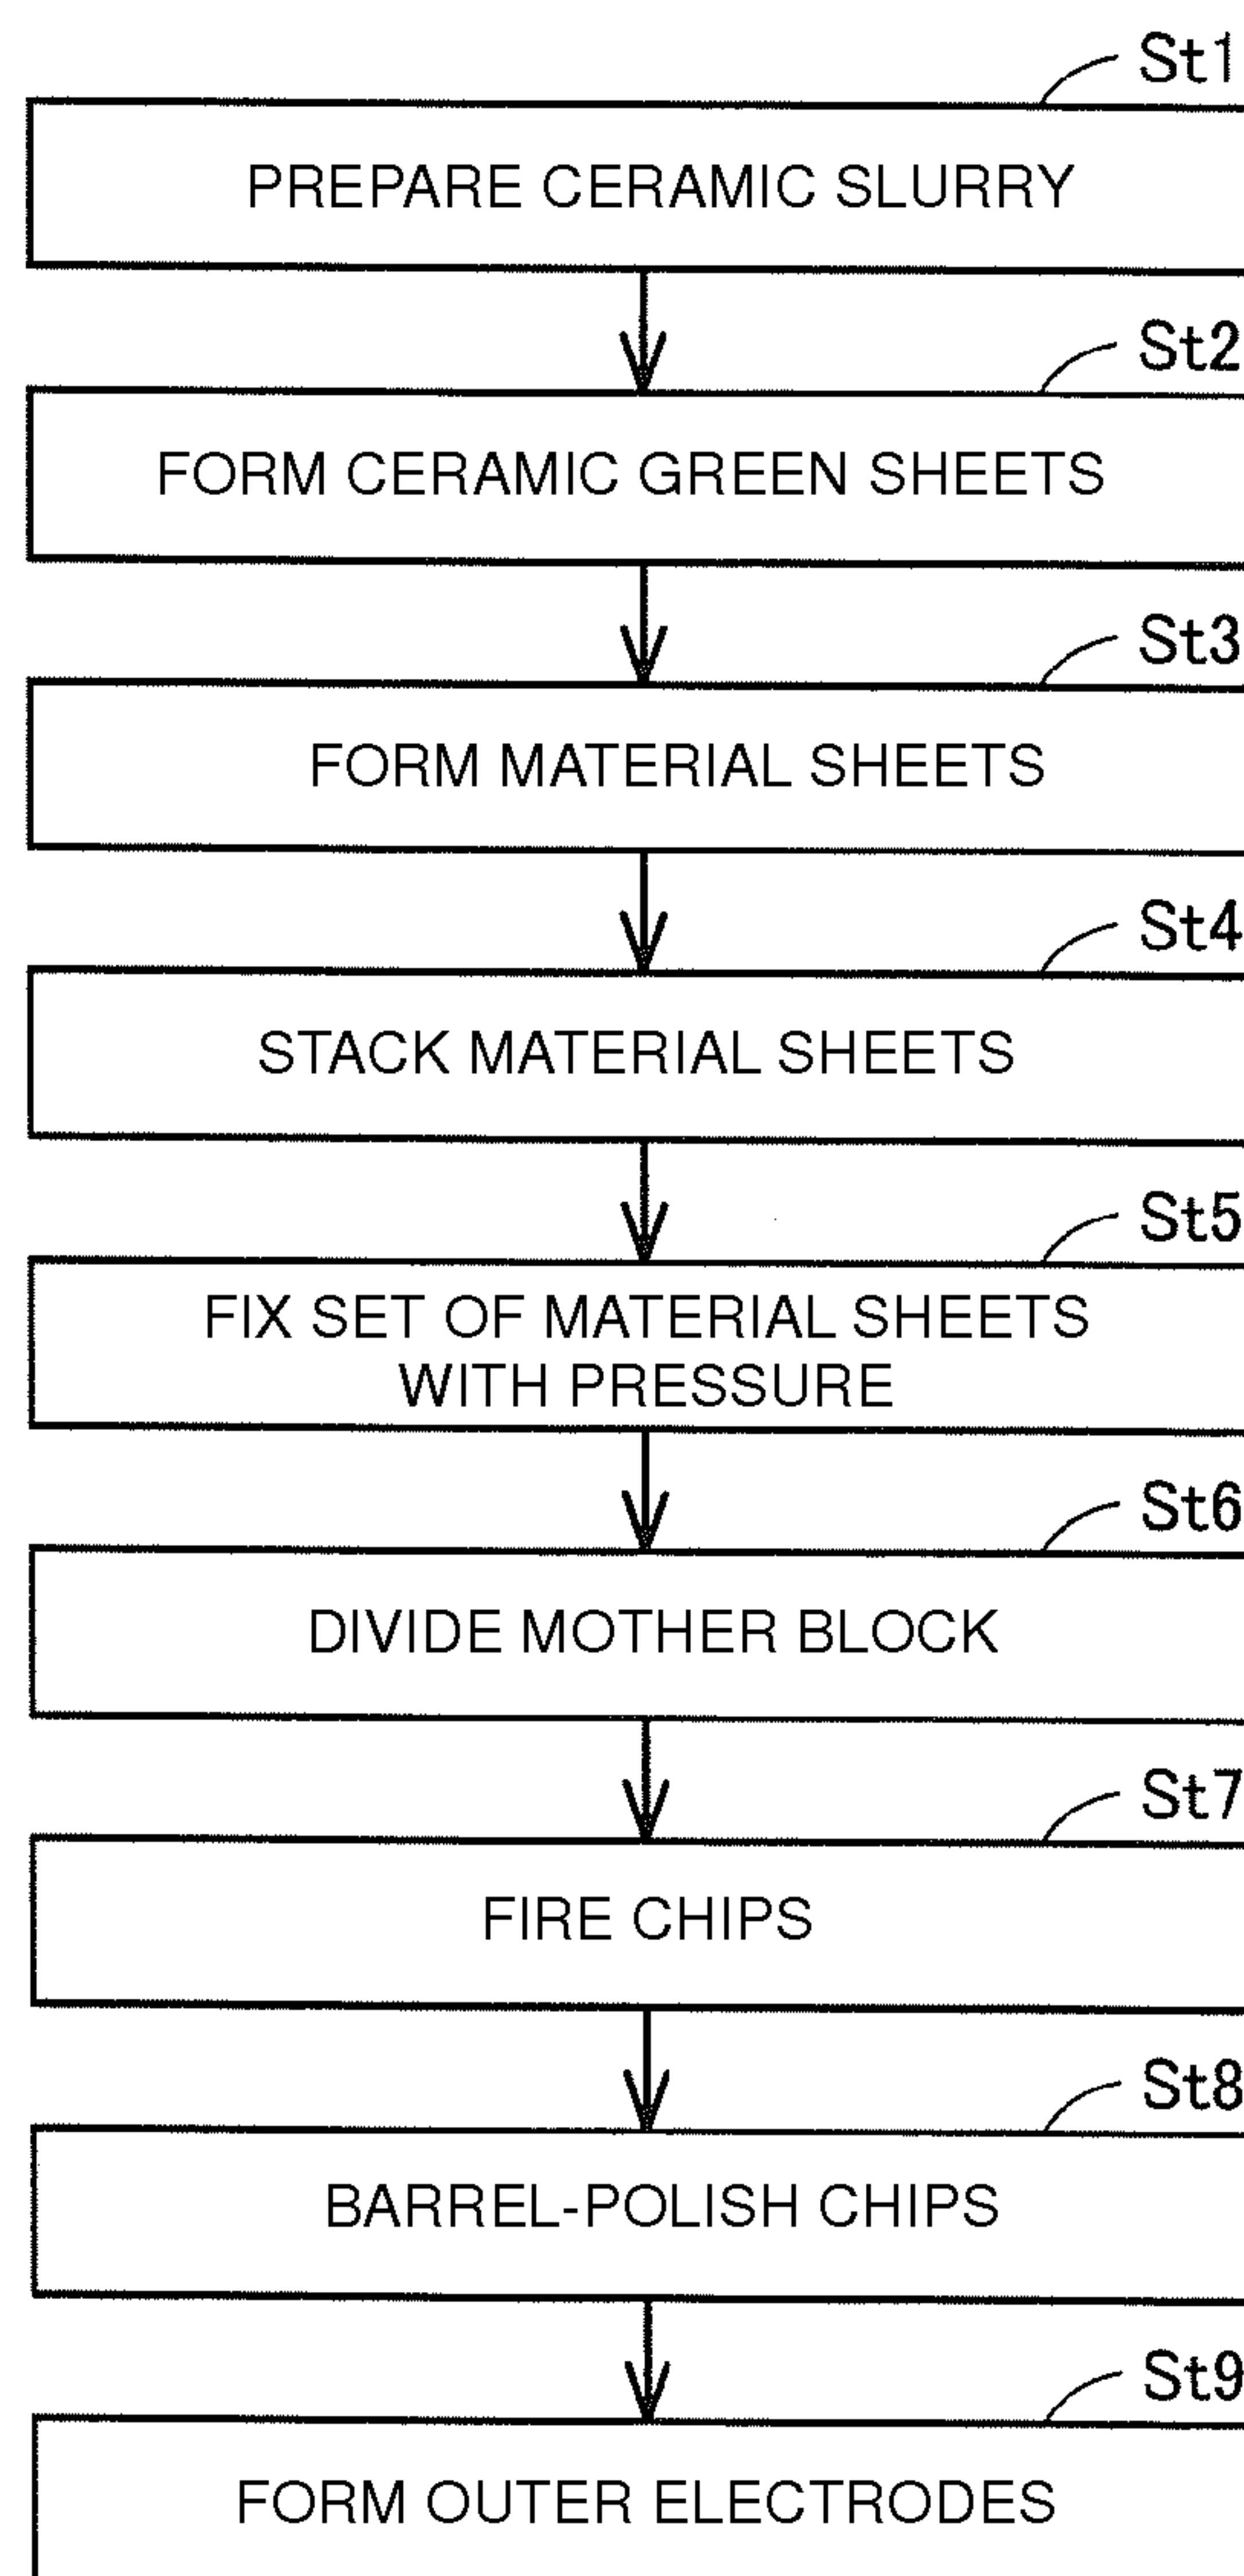 St1
PREPARE CERAMIC SLURRY
St2
FORM CERAMIC GREEN SHEETS
St3
FORM MATERIAL SHEETS
St4
STACK MATERIAL SHEETS
St5
FIX SET OF MATERIAL SHEETS
WITH PRESSURE
St6
DIVIDE MOTHER BLOCK
St7
FIRE CHIPS
St8
BARREL-POLISH CHIPS
St9
FORM OUTER ELECTRODES